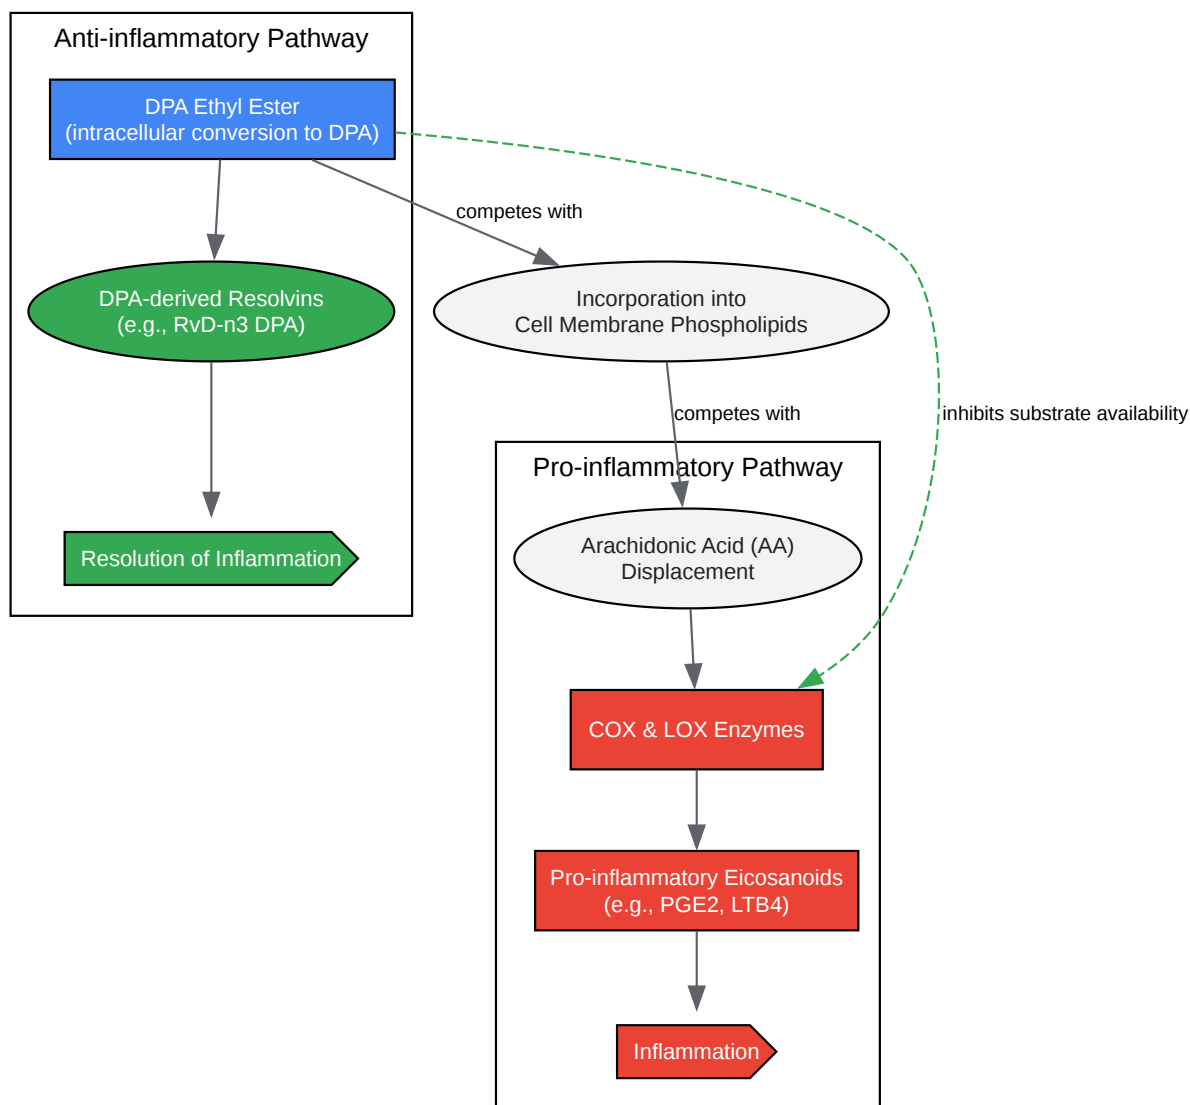 Anti-inflammatory Pathway
DPA Ethyl Ester
(intracellular conversion to DPA)
competes with
DPA-derived Resolvins
(e.g., RvD-n3 DPA)
Incorporation into
Cell Membrane Phospholipids
competes with
inhibits substrate availability
Pro-inflammatory Pathway
Resolution of Inflammation
Arachidonic Acid (AA)
Displacement
COX & LOX Enzymes
Pro-inflammatory Eicosanoids
(e.g., PGE2, LTB4)
Inflammation